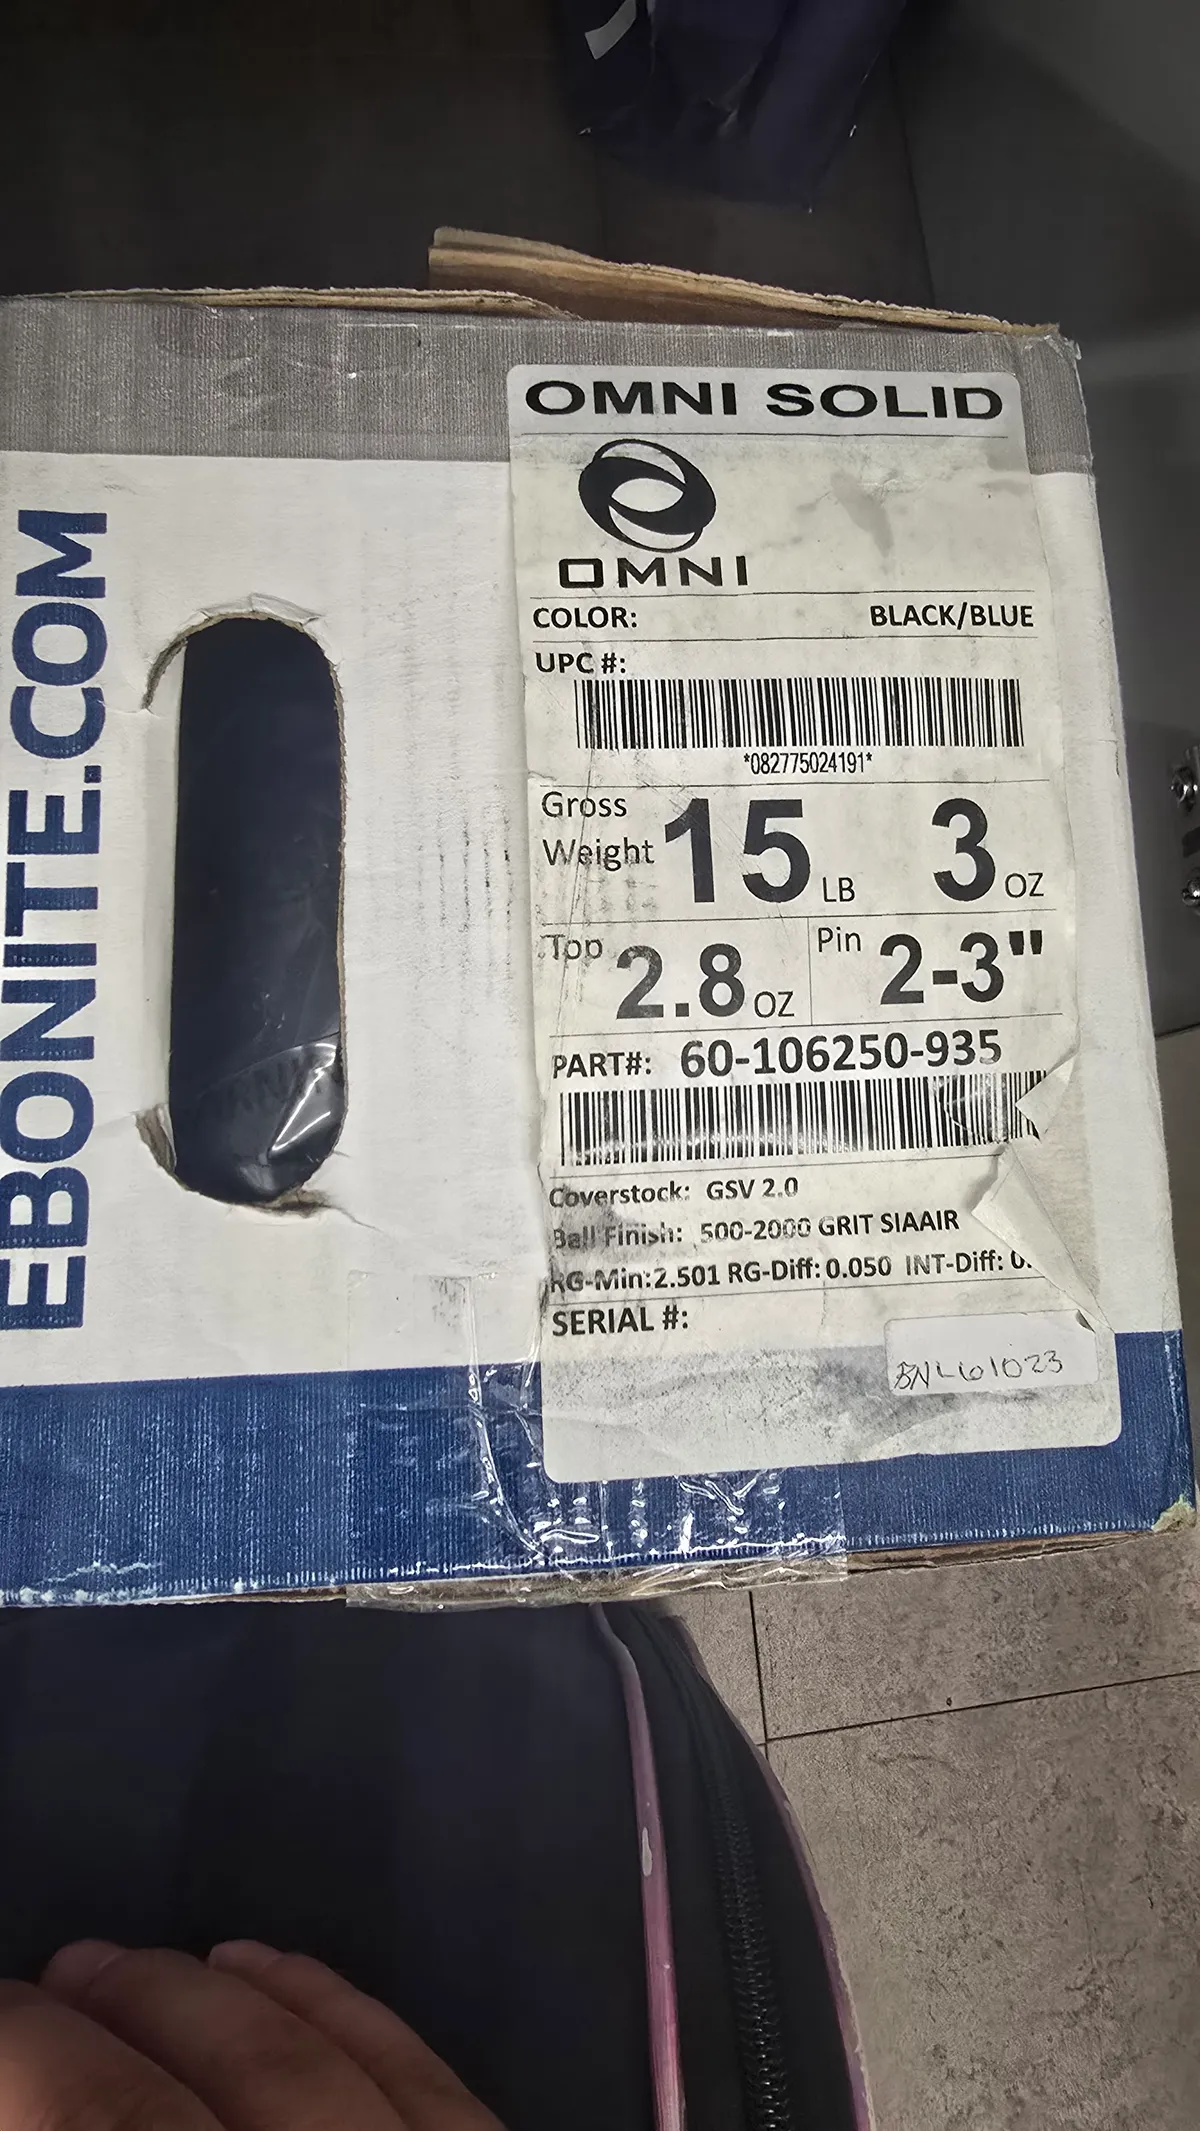 EBONITE.COM
OMNI SOLID
OMNI
COLOR: BLACK/BLUE
UPC #:
*082775024191*
Gross Weight 15 LB 3 OZ
Top 2.8 OZ Pin 2-3"
PART#: 60-106250-935
Coverstock: GSV 2.0
Ball Finish: 500-2000 GRIT SIAAIR
RG-Min:2.501 RG-Diff: 0.050 INT-Diff: 0.
SERIAL #: